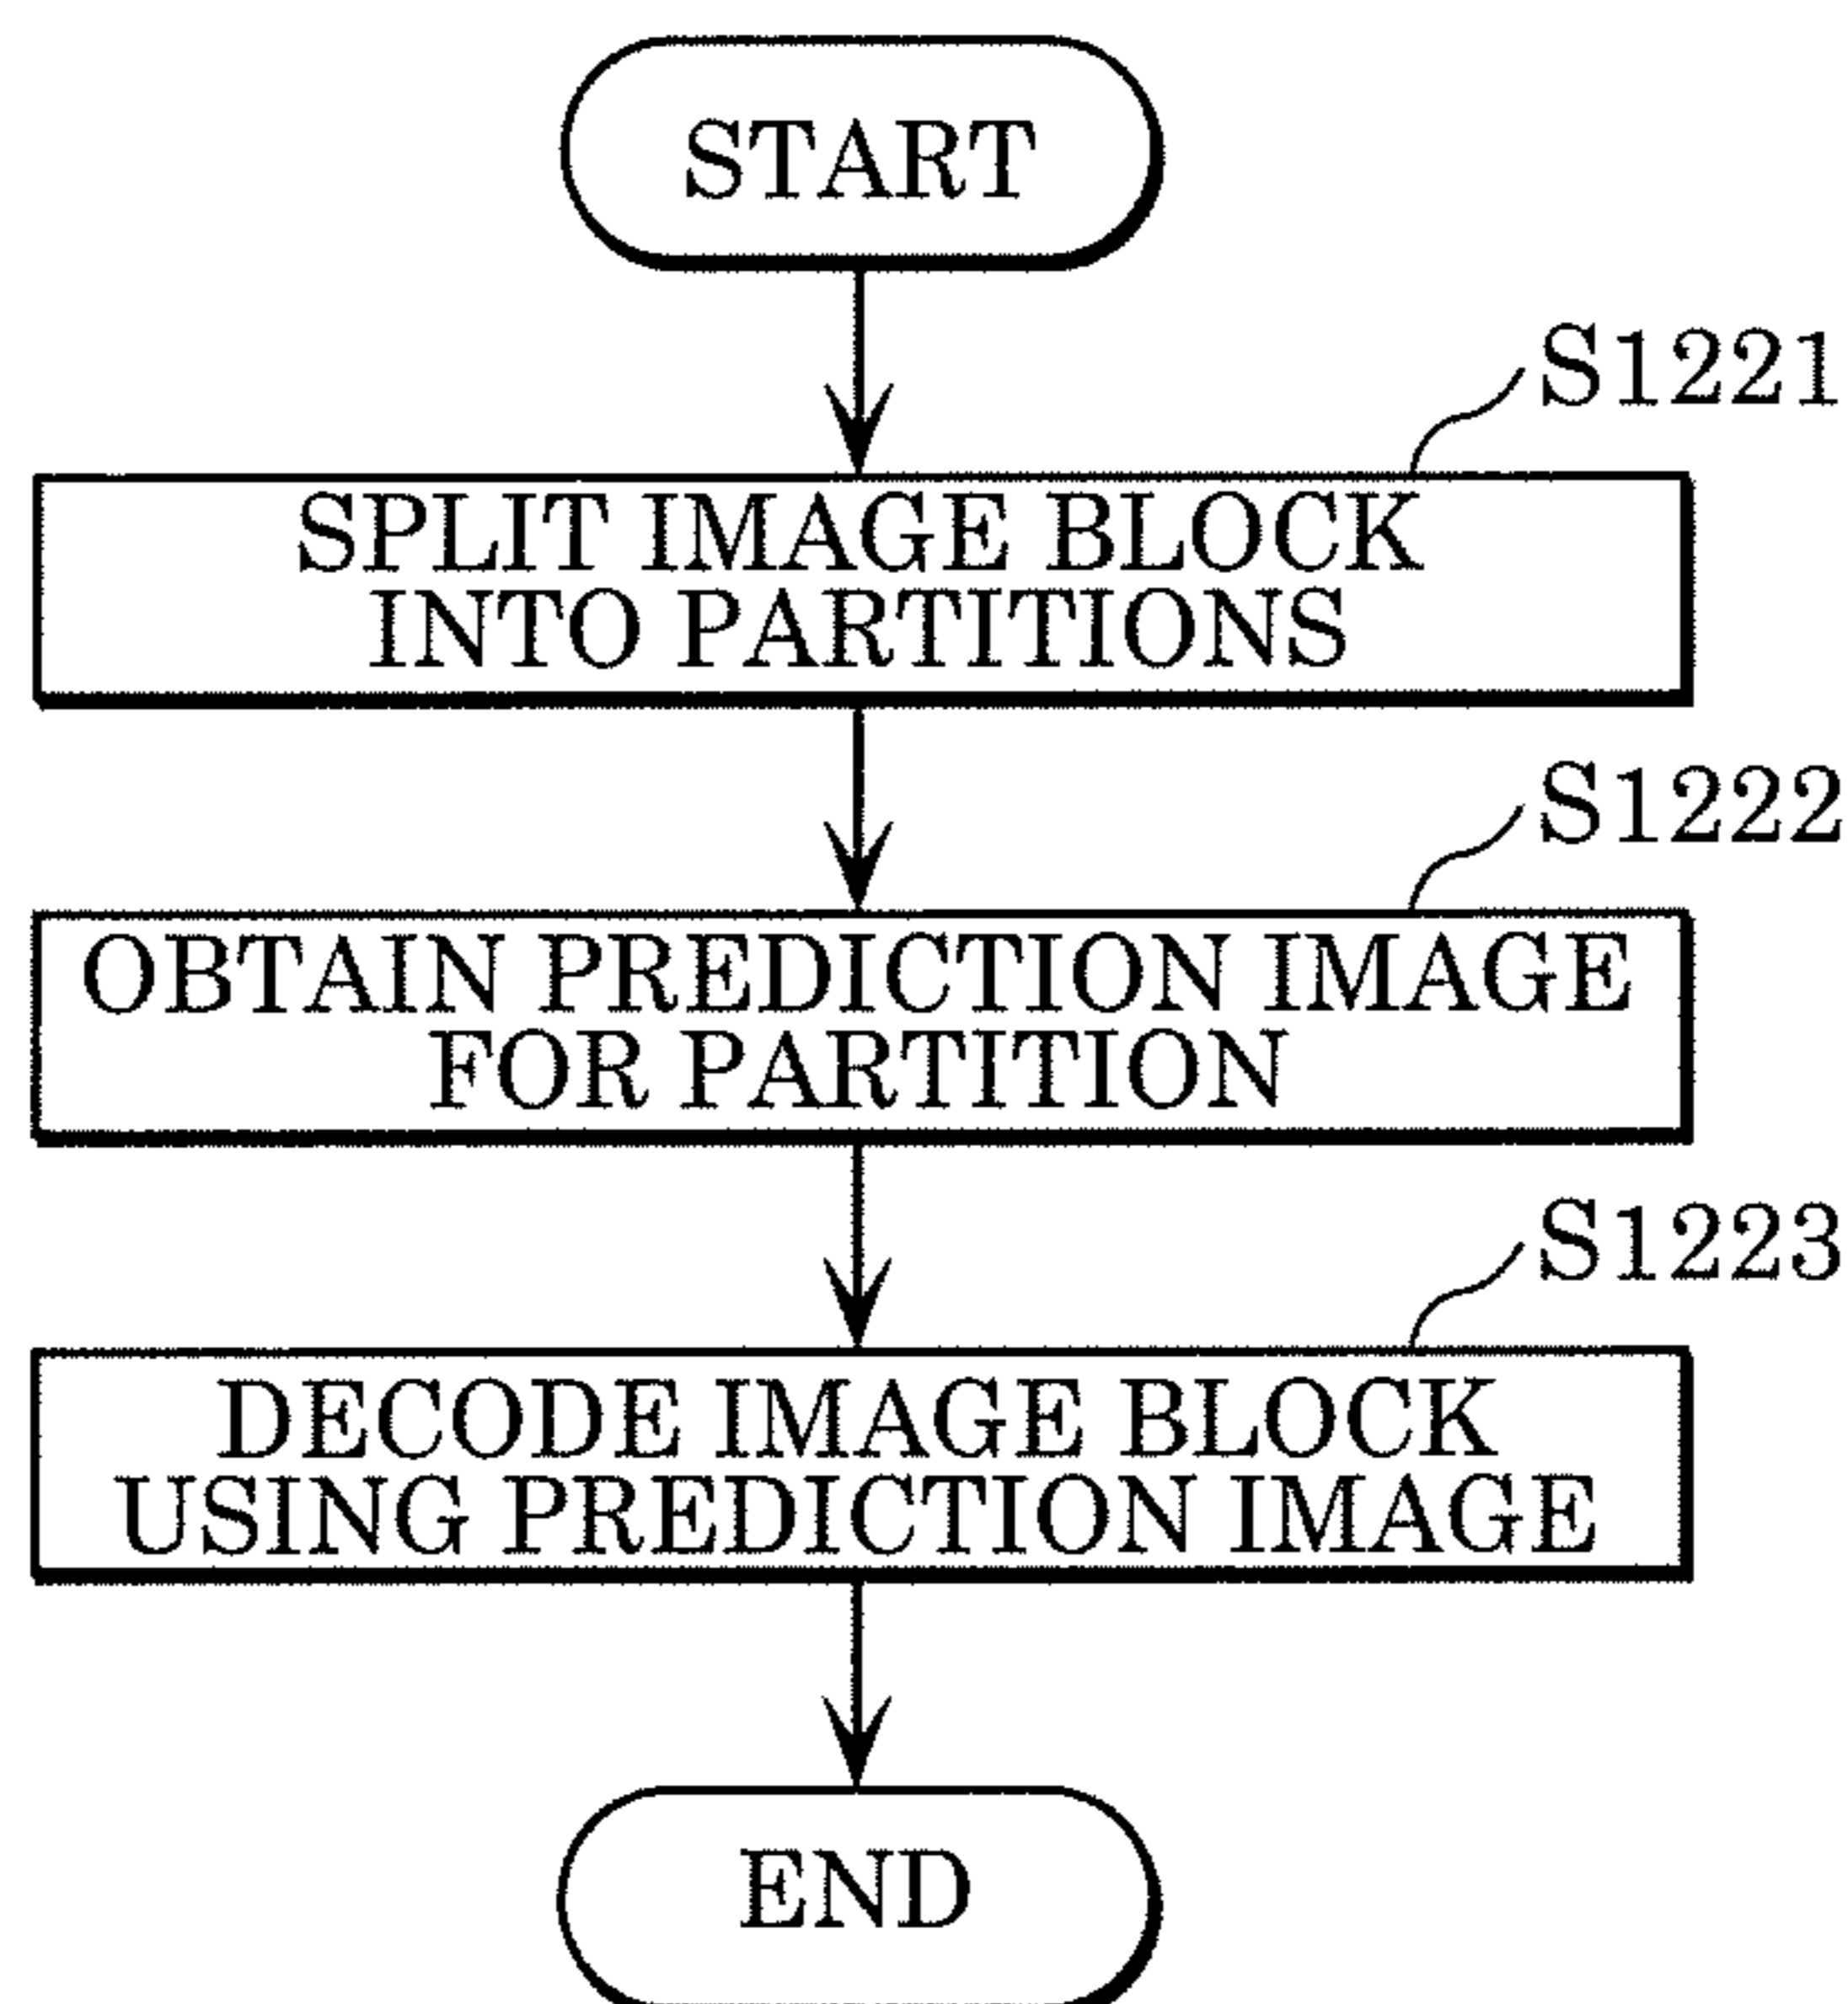 START
S1221
SPLIT IMAGE BLOCK
INTO PARTITIONS
S1222
OBTAIN PREDICTION IMAGE
FOR PARTITION
S1223
DECODE IMAGE BLOCK
USING PREDICTION IMAGE
END